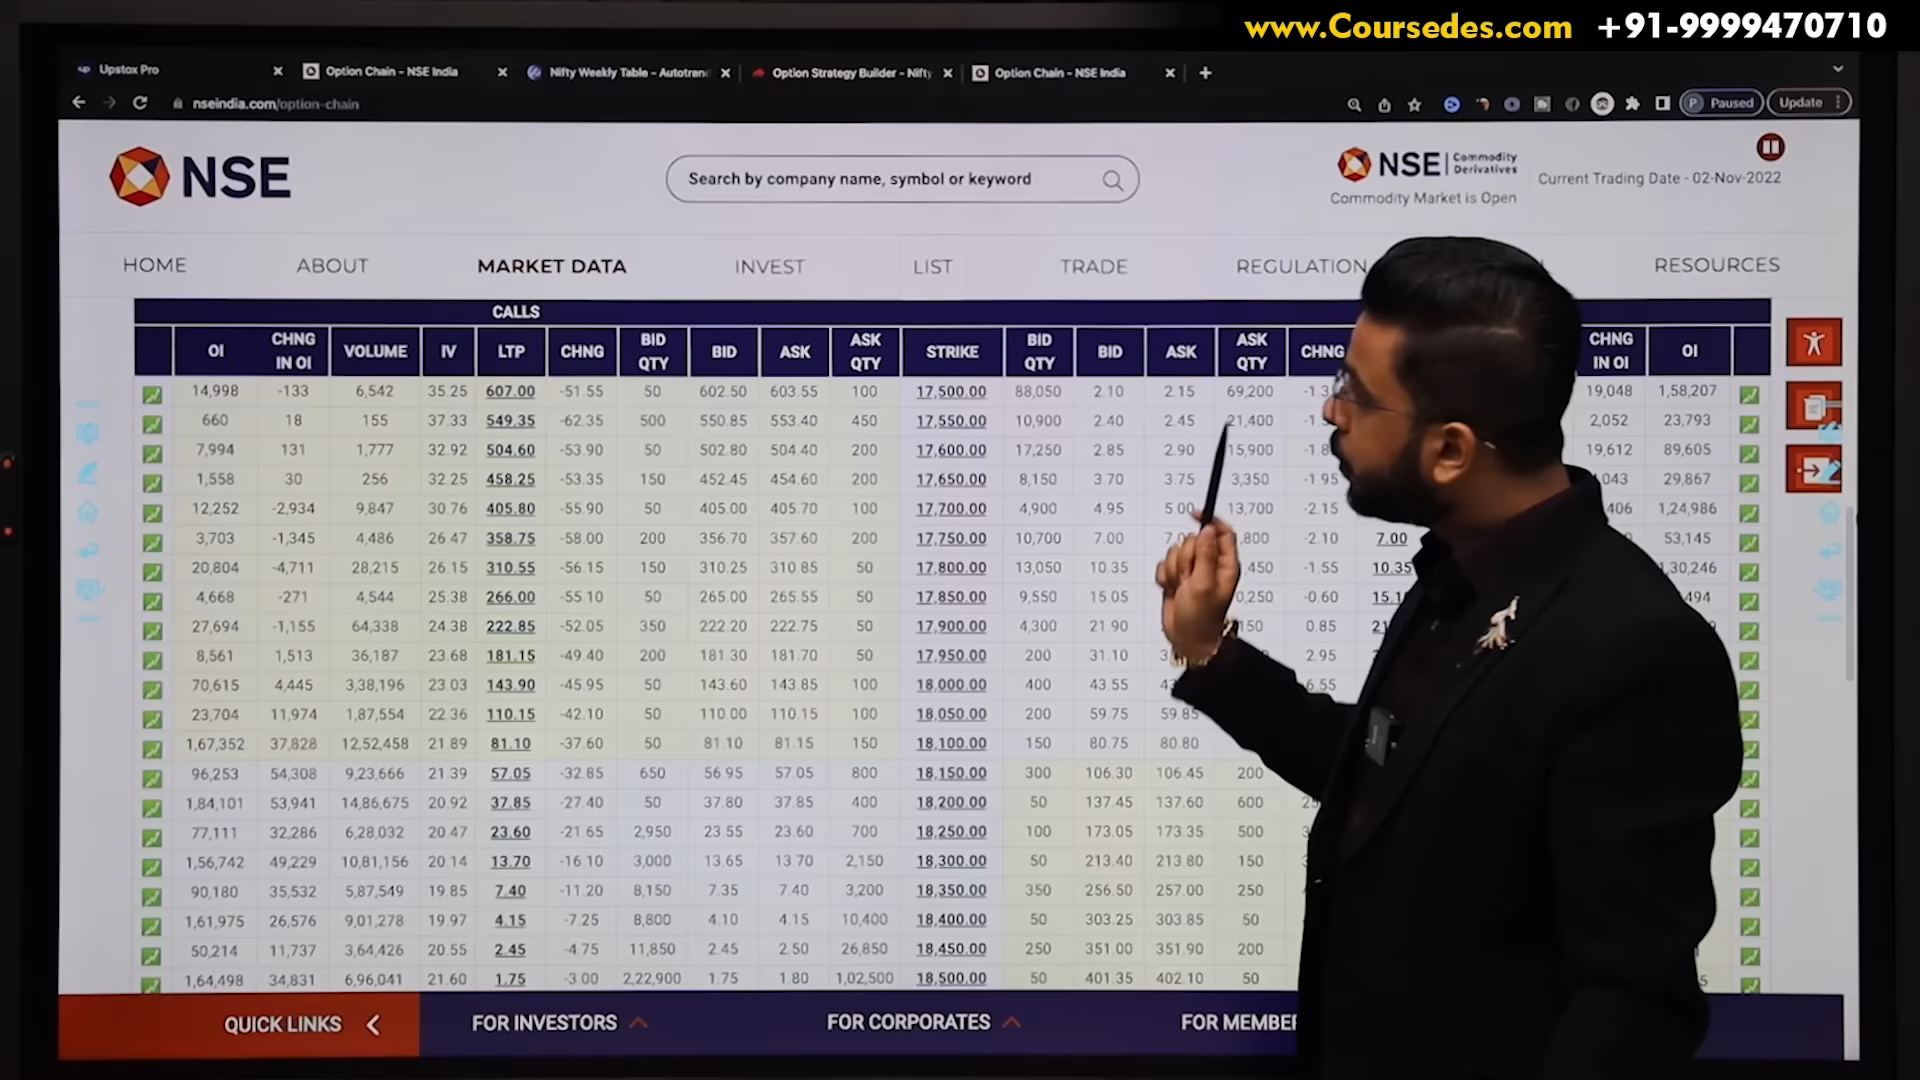 www.Coursedes.com +91-9999470710
Upstox Pro
Option Chain - NSE India
Nifty Weekly Table - Autotren
Option Strategy Builder - Nifty
Option Chain - NSE India
nseindia.com/option-chain
P Paused
Update
NSE
Search by company name, symbol or keyword
NSE Commodity Derivatives
Commodity Market is Open
Current Trading Date - 02-Nov-2022
HOME ABOUT MARKET DATA INVEST LIST TRADE REGULATION RESOURCES
CALLS
OI CHNG IN OI VOLUME IV LTP CHNG BID QTY BID ASK ASK QTY STRIKE BID QTY BID ASK ASK QTY CHNG CHNG IN OI OI
14,998 -133 6,542 35.25 607.00 -51.55 50 602.50 603.55 100 17,500.00 88,050 2.10 2.15 69,200 19,048 1,58,207
660 18 155 37.33 549.35 -62.35 500 550.85 553.40 450 17,550.00 10,900 2.40 2.45 21,400 2,052 23,793
7,994 131 1,777 32.92 504.60 -53.90 50 502.80 504.40 200 17,600.00 17,250 2.85 2.90 15,900 19,612 89,605
1,558 30 256 32.25 458.25 -53.35 150 452.45 454.60 200 17,650.00 8,150 3.70 3.75 3,350 -1.95 29,867
12,252 -2,934 9,847 30.76 405.80 -55.90 50 405.00 405.70 100 17,700.00 4,900 4.95 5.00 13,700 -2.15 1,24,986
3,703 -1,345 4,486 26.47 358.75 -58.00 200 356.70 357.60 200 17,750.00 10,700 7.00 -2.10 7.00 53,145
20,804 -4,711 28,215 26.15 310.55 -56.15 150 310.25 310.85 50 17,800.00 13,050 10.35 -1.55 10.35 1,30,246
4,668 -271 4,544 25.38 266.00 -55.10 50 265.00 265.55 50 17,850.00 9,550 15.05 -0.60
27,694 -1,155 64,338 24.38 222.85 -52.05 350 222.20 222.75 50 17,900.00 4,300 21.90 0.85
8,561 1,513 36,187 23.68 181.15 -49.40 200 181.30 181.70 50 17,950.00 200 31.10 2.95
70,615 4,445 3,38,196 23.03 143.90 -45.95 50 143.60 143.85 100 18,000.00 400 43.55 6.55
23,704 11,974 1,87,554 22.36 110.15 -42.10 50 110.00 110.15 100 18,050.00 200 59.75 59.85
1,67,352 37,828 12,52,458 21.89 81.10 -37.60 50 81.10 81.15 150 18,100.00 150 80.75 80.80
96,253 54,308 9,23,666 21.39 57.05 -32.85 650 56.95 57.05 800 18,150.00 300 106.30 106.45 200
1,84,101 53,941 14,86,675 20.92 37.85 -27.40 50 37.80 37.85 400 18,200.00 50 137.45 137.60 600
77,111 32,286 6,28,032 20.47 23.60 -21.65 2,950 23.55 23.60 700 18,250.00 100 173.05 173.35 500
1,56,742 49,229 10,81,156 20.14 13.70 -16.10 3,000 13.65 13.70 2,150 18,300.00 50 213.40 213.80 150
90,180 35,532 5,87,549 19.85 7.40 -11.20 8,150 7.35 7.40 3,200 18,350.00 350 256.50 257.00 250
1,61,975 26,576 9,01,278 19.97 4.15 -7.25 8,800 4.10 4.15 10,400 18,400.00 50 303.25 303.85 50
50,214 11,737 3,64,426 20.55 2.45 -4.75 11,850 2.45 2.50 26,850 18,450.00 250 351.00 351.90 200
1,64,498 34,831 6,96,041 21.60 1.75 -3.00 2,22,900 1.75 1.80 1,02,500 18,500.00 50 401.35 402.10 50
QUICK LINKS FOR INVESTORS FOR CORPORATES FOR MEMBE